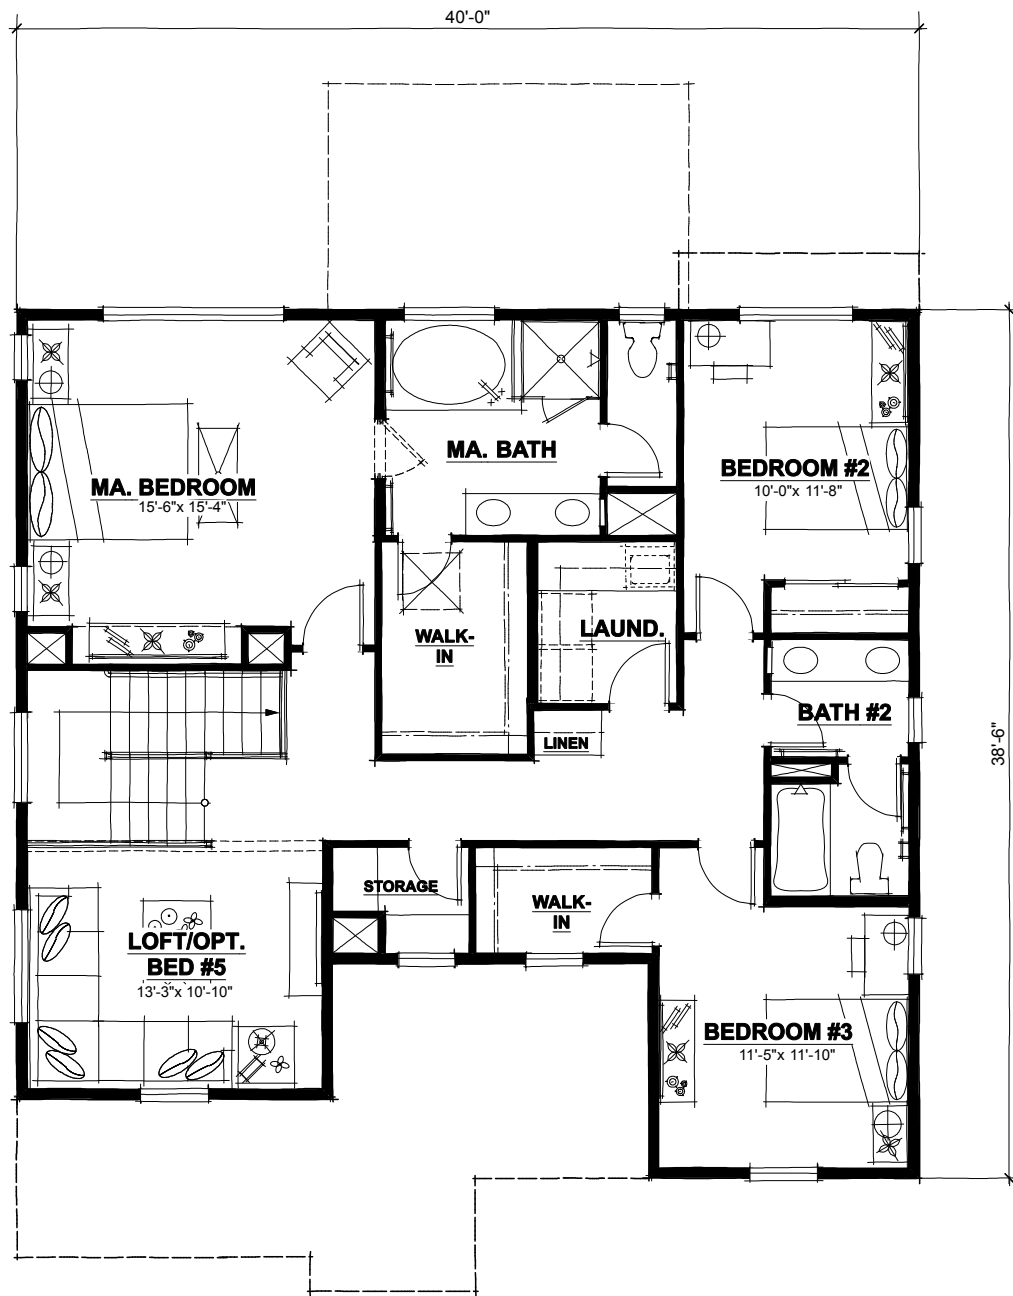 40'-0"
MA. BATH
BEDROOM #2
10'-0"x 11'-8"
MA. BEDROOM
15'-6"x 15'-4"
WALK-
IN
LAUND.
BATH #2
LINEN
38'-6"
STORAGE
WALK-
IN
LOFT/OPT.
BED #5
13'-3"x 10'-10"
BEDROOM #3
11'-5"x 11'-10"